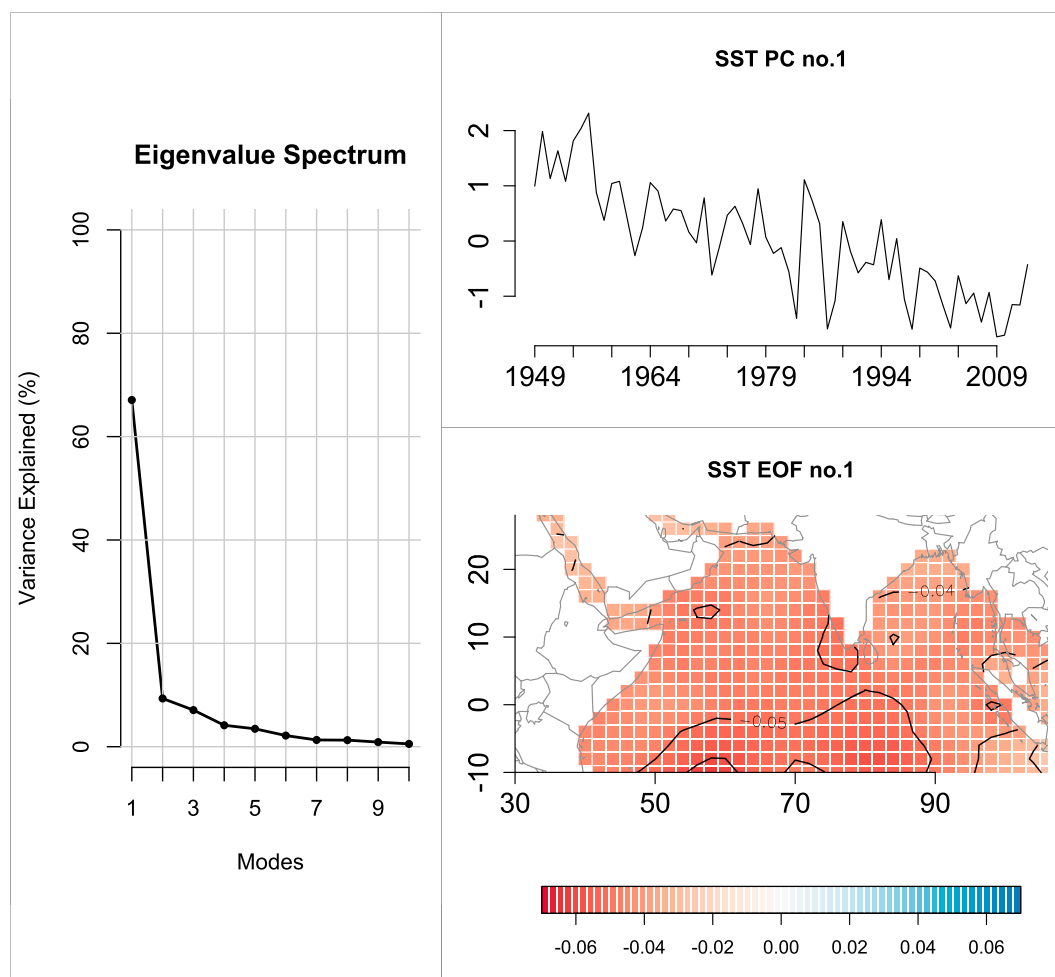 Eigenvalue Spectrum
Variance Explained (%)
100
80
60
40
20
0
1 3 5 7 9
Modes
SST PC no.1
2
1
0
-1
1949 1964 1979 1994 2009
SST EOF no.1
20
10
0
-10
-0.04
-0.05
30 50 70 90
-0.06 -0.04 -0.02 0.00 0.02 0.04 0.06